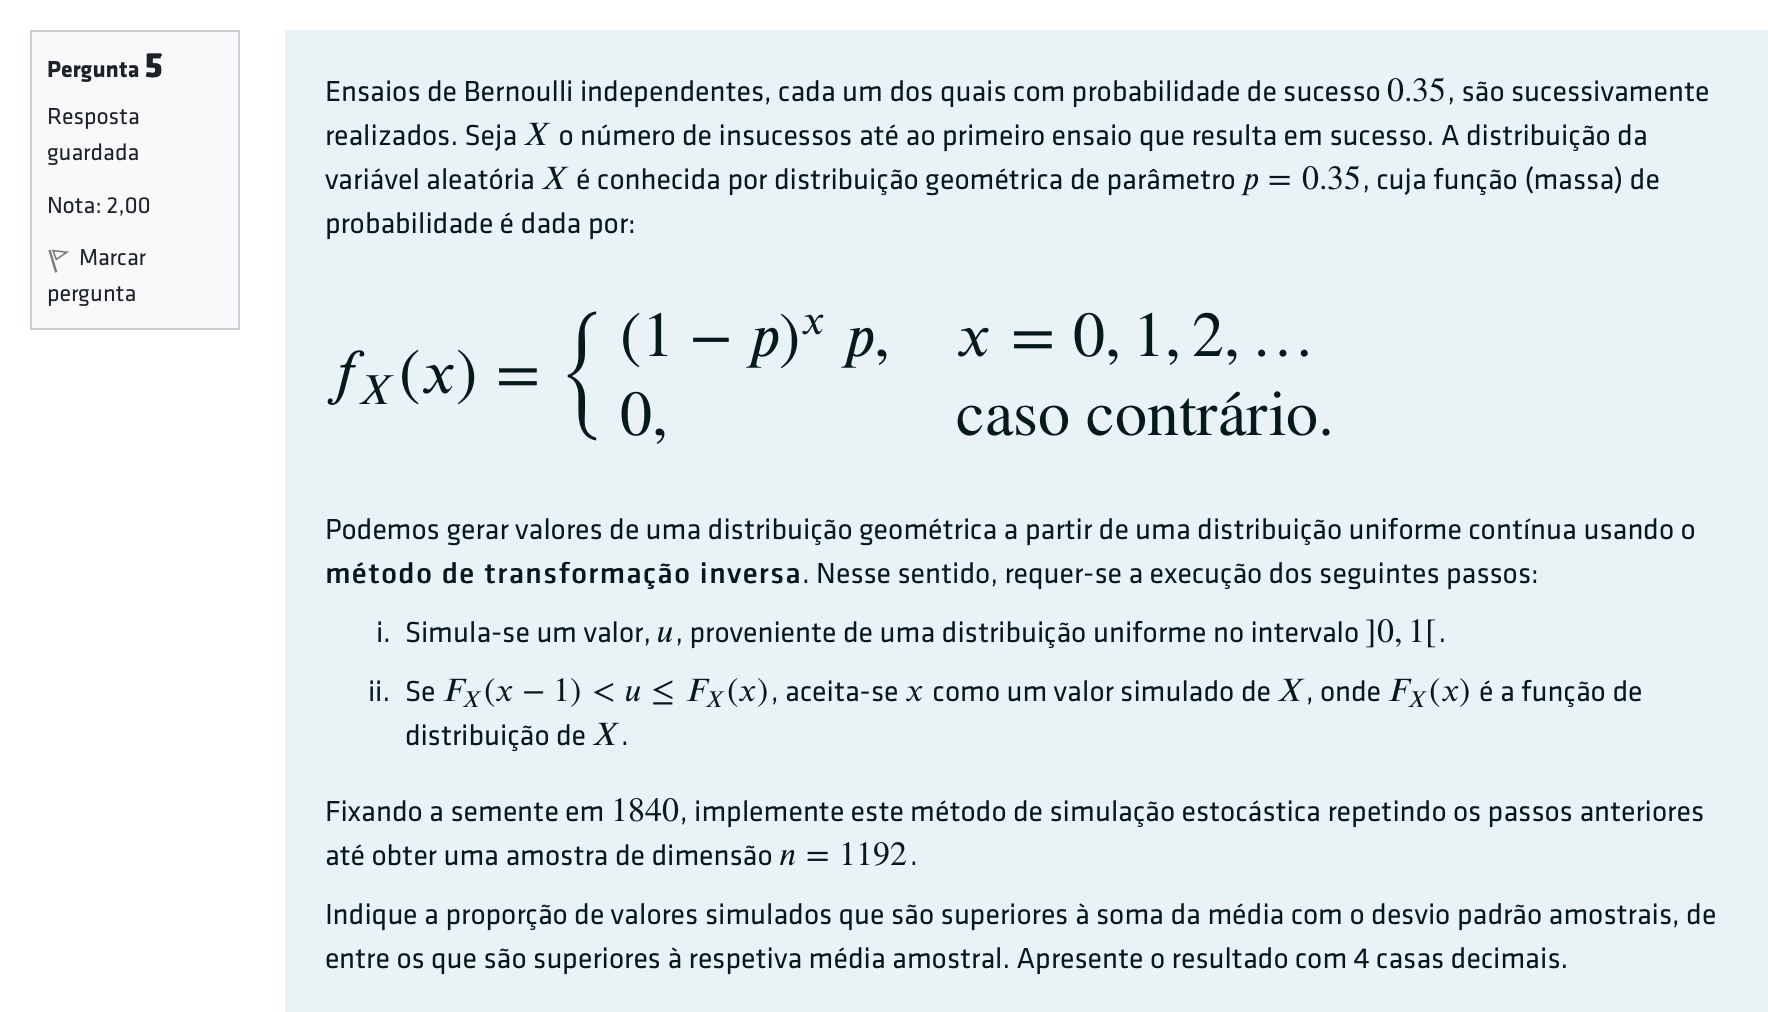 Pergunta 5
Resposta
guardada
Nota: 2,00
Marcar
pergunta
Ensaios de Bernoulli independentes, cada um dos quais com probabilidade de sucesso 0.35, são sucessivamente
realizados. Seja X o número de insucessos até ao primeiro ensaio que resulta em sucesso. A distribuição da
variável aleatória X é conhecida por distribuição geométrica de parâmetro p = 0.35, cuja função (massa) de
probabilidade é dada por:
f_X(x) = { (1 − p)^x p, x = 0, 1, 2, …
0, caso contrário.
Podemos gerar valores de uma distribuição geométrica a partir de uma distribuição uniforme contínua usando o
método de transformação inversa. Nesse sentido, requer-se a execução dos seguintes passos:
i. Simula-se um valor, u, proveniente de uma distribuição uniforme no intervalo ]0, 1[.
ii. Se F_X(x − 1) < u ≤ F_X(x), aceita-se x como um valor simulado de X, onde F_X(x) é a função de
distribuição de X.
Fixando a semente em 1840, implemente este método de simulação estocástica repetindo os passos anteriores
até obter uma amostra de dimensão n = 1192.
Indique a proporção de valores simulados que são superiores à soma da média com o desvio padrão amostrais, de
entre os que são superiores à respetiva média amostral. Apresente o resultado com 4 casas decimais.